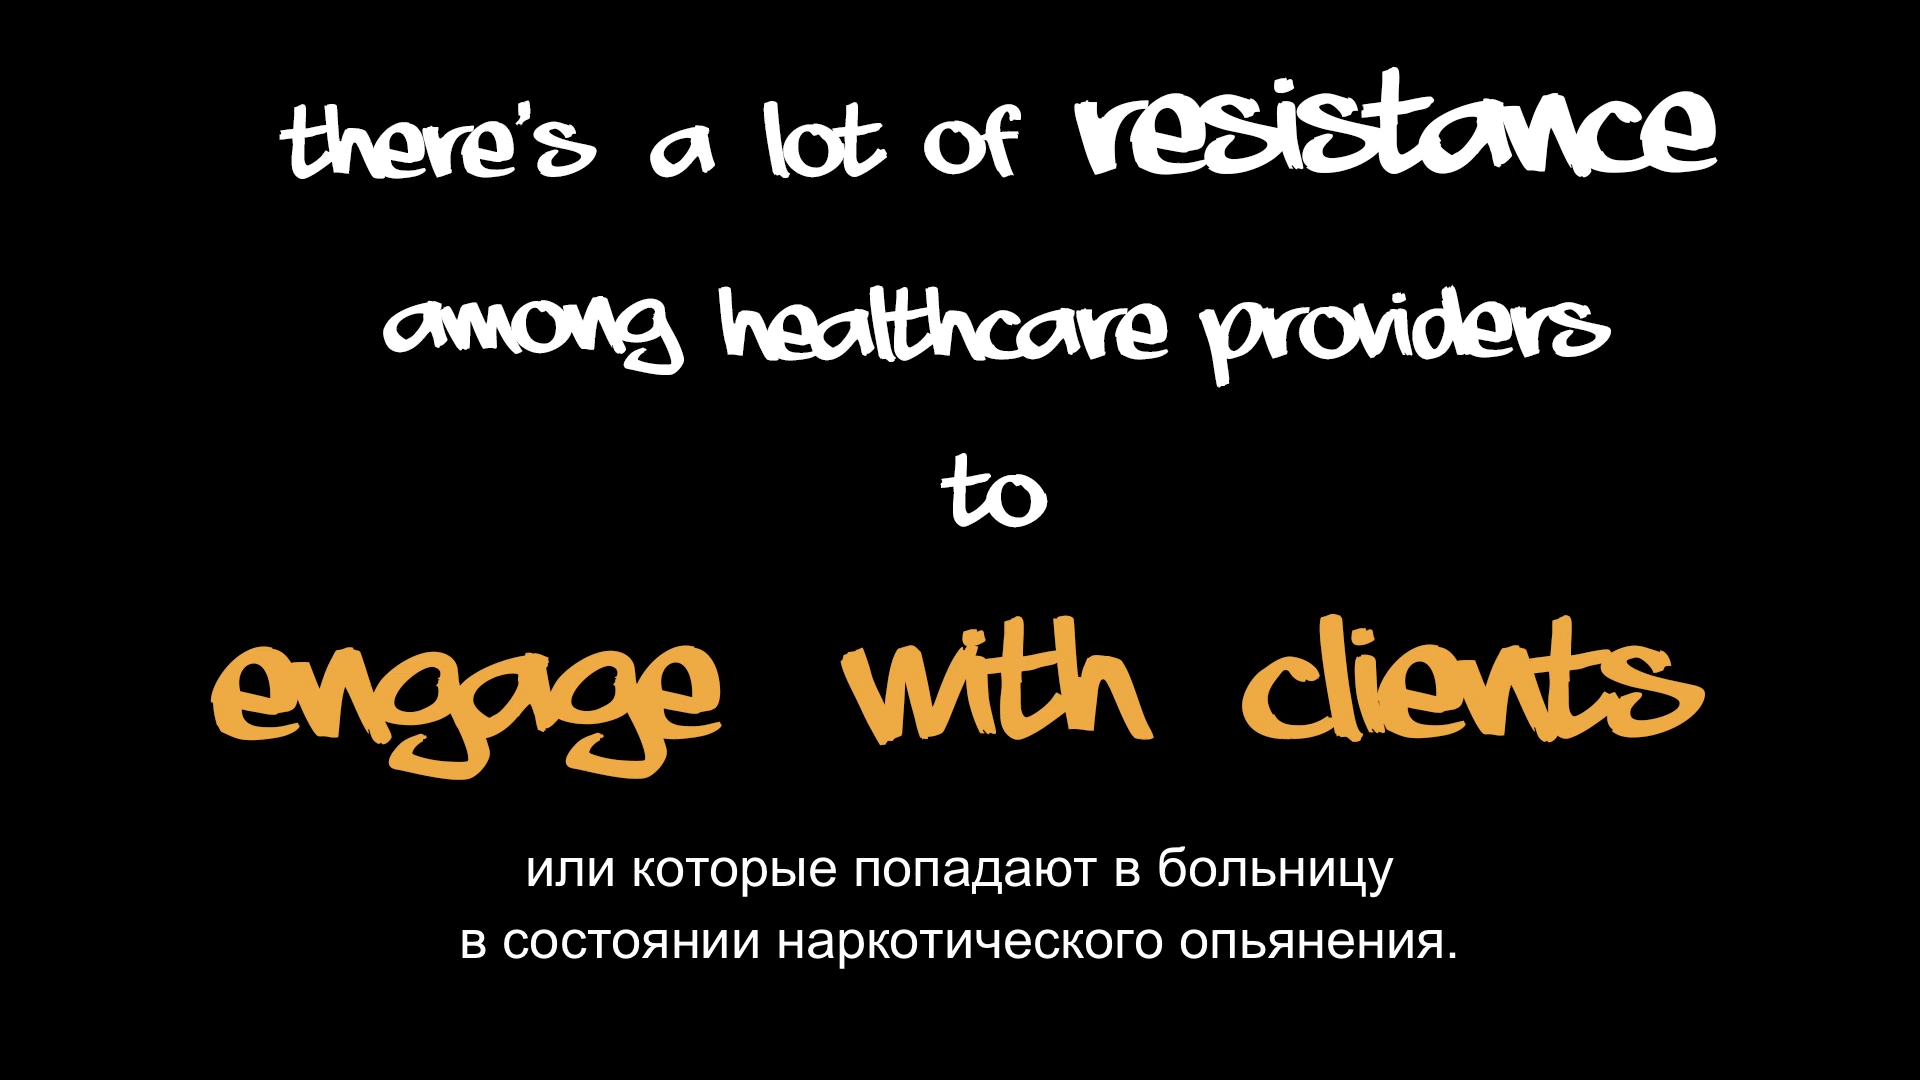 there's a lot of resistance
among healthcare providers
to
engage with clients
или которые попадают в больницу
в состоянии наркотического опьянения.